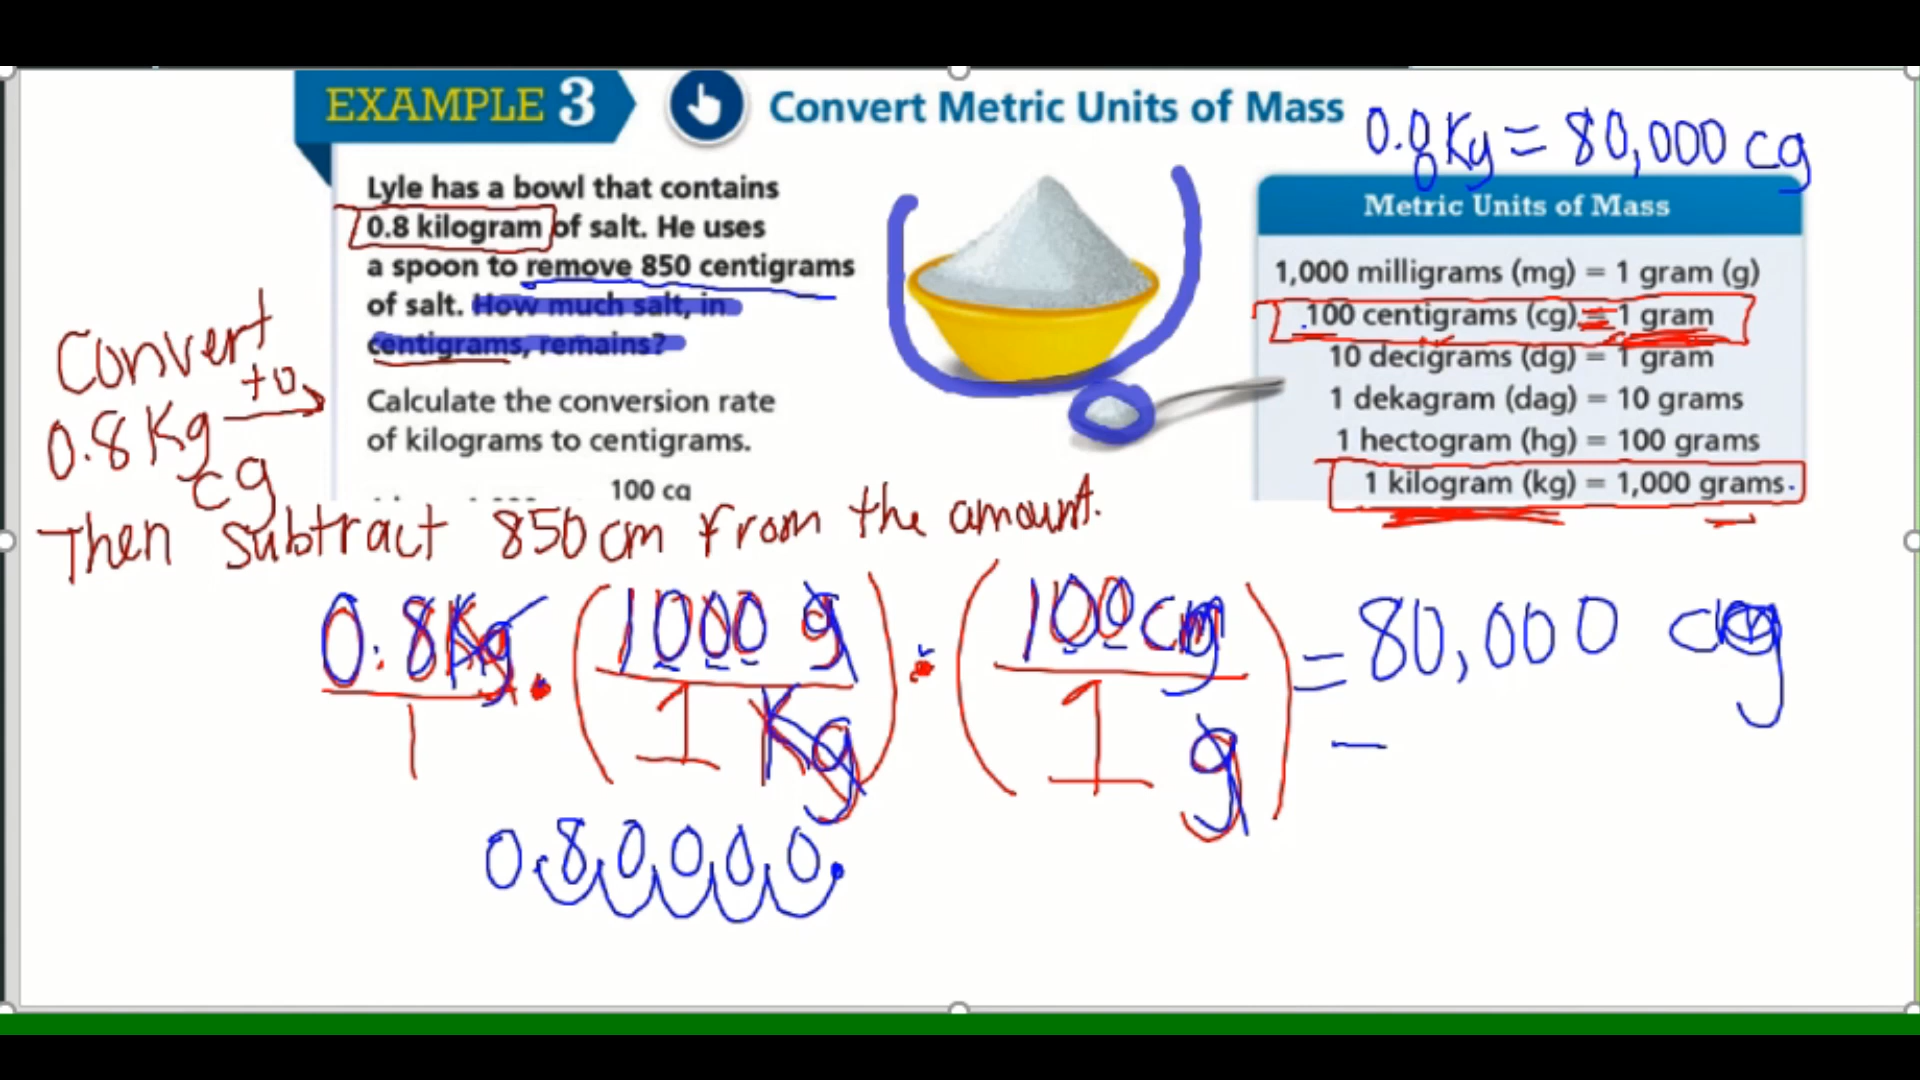 EXAMPLE 3 Convert Metric Units of Mass
0.8 Kg = 80,000 cg
Lyle has a bowl that contains
0.8 kilogram of salt. He uses
a spoon to remove 850 centigrams
of salt. How much salt, in
centigrams, remains?
Calculate the conversion rate
of kilograms to centigrams.
100 cg
Metric Units of Mass
1,000 milligrams (mg) = 1 gram (g)
100 centigrams (cg) = 1 gram
10 decigrams (dg) = 1 gram
1 dekagram (dag) = 10 grams
1 hectogram (hg) = 100 grams
1 kilogram (kg) = 1,000 grams
Convert
0.8 Kg to →
cg
Then subtract 850 cm from the amount.
0.8 Kg/1 · (1000 g/1 Kg) · (100 cg/1 g) = 80,000 cg
–
0.80000.